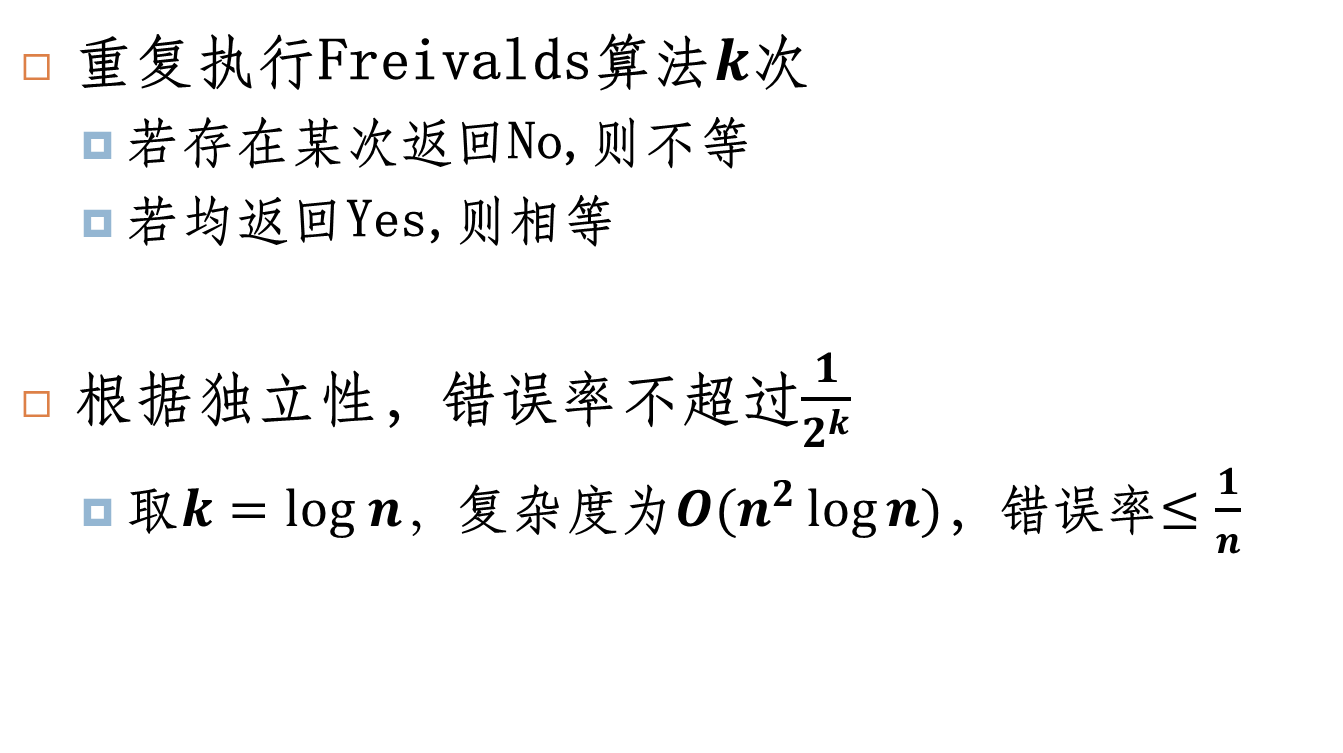 重复执行Freivalds算法k次
若存在某次返回No,则不等
若均返回Yes,则相等
根据独立性，错误率不超过1/2^k
取k = log n，复杂度为O(n² log n)，错误率≤ 1/n